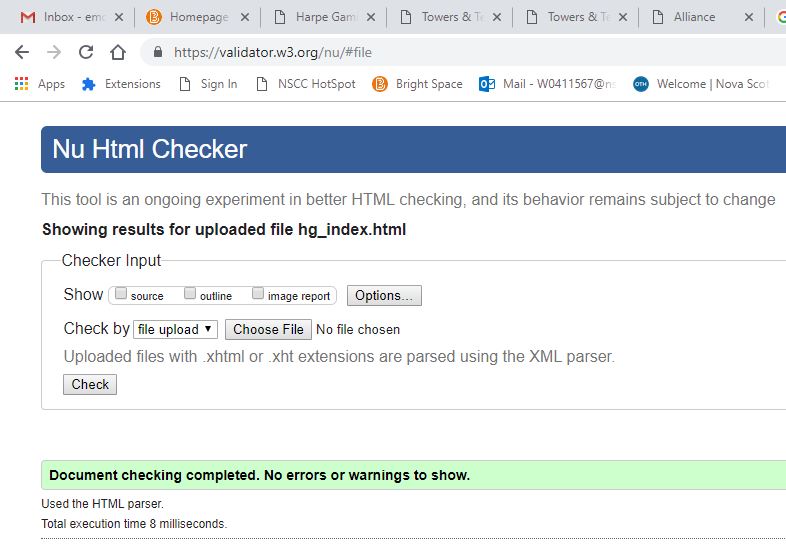 Inbox - emc
Homepage
Harpe Gam
Towers & Te
Towers & Te
Alliance
https://validator.w3.org/nu/#file
Apps Extensions Sign In NSCC HotSpot Bright Space Mail - W0411567@ns Welcome | Nova Scot
Nu Html Checker
This tool is an ongoing experiment in better HTML checking, and its behavior remains subject to change
Showing results for uploaded file hg_index.html
Checker Input
Show source outline image report Options...
Check by file upload Choose File No file chosen
Uploaded files with .xhtml or .xht extensions are parsed using the XML parser.
Check
Document checking completed. No errors or warnings to show.
Used the HTML parser.
Total execution time 8 milliseconds.